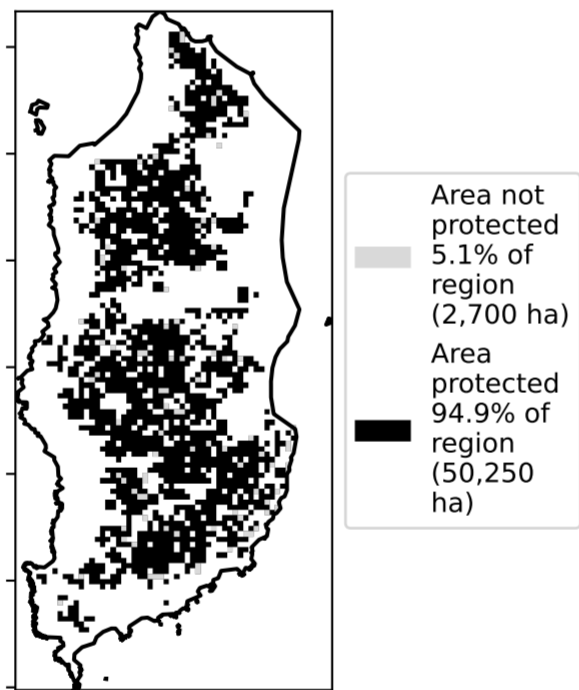 Area not
protected
5.1% of
region
(2,700 ha)
Area
protected
94.9% of
region
(50,250
ha)